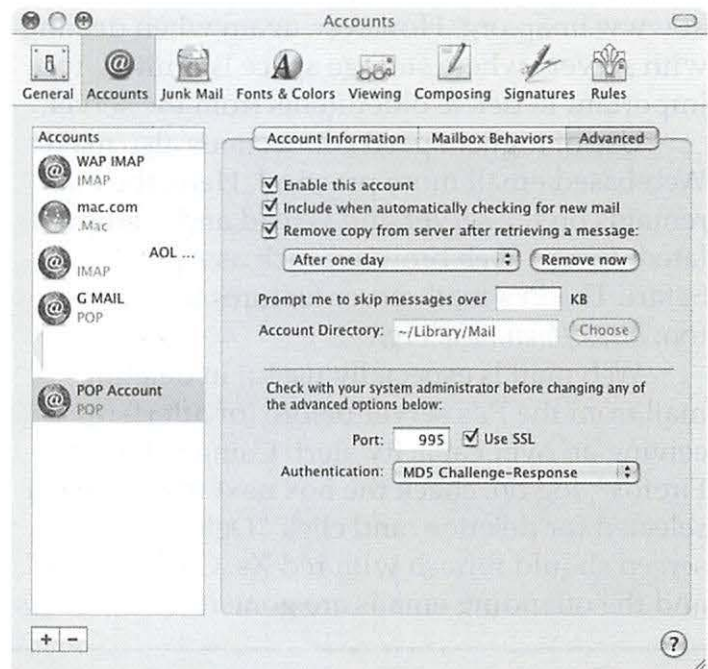 Accounts
General Accounts Junk Mail Fonts & Colors Viewing Composing Signatures Rules
Accounts
WAP IMAP
IMAP
mac.com
.Mac
AOL ...
IMAP
G MAIL
POP
POP Account
POP
Account Information Mailbox Behaviors Advanced
Enable this account
Include when automatically checking for new mail
Remove copy from server after retrieving a message:
After one day Remove now
Prompt me to skip messages over KB
Account Directory: ~/Library/Mail Choose
Check with your system administrator before changing any of
the advanced options below:
Port: 995 Use SSL
Authentication: MD5 Challenge-Response
+ - ?